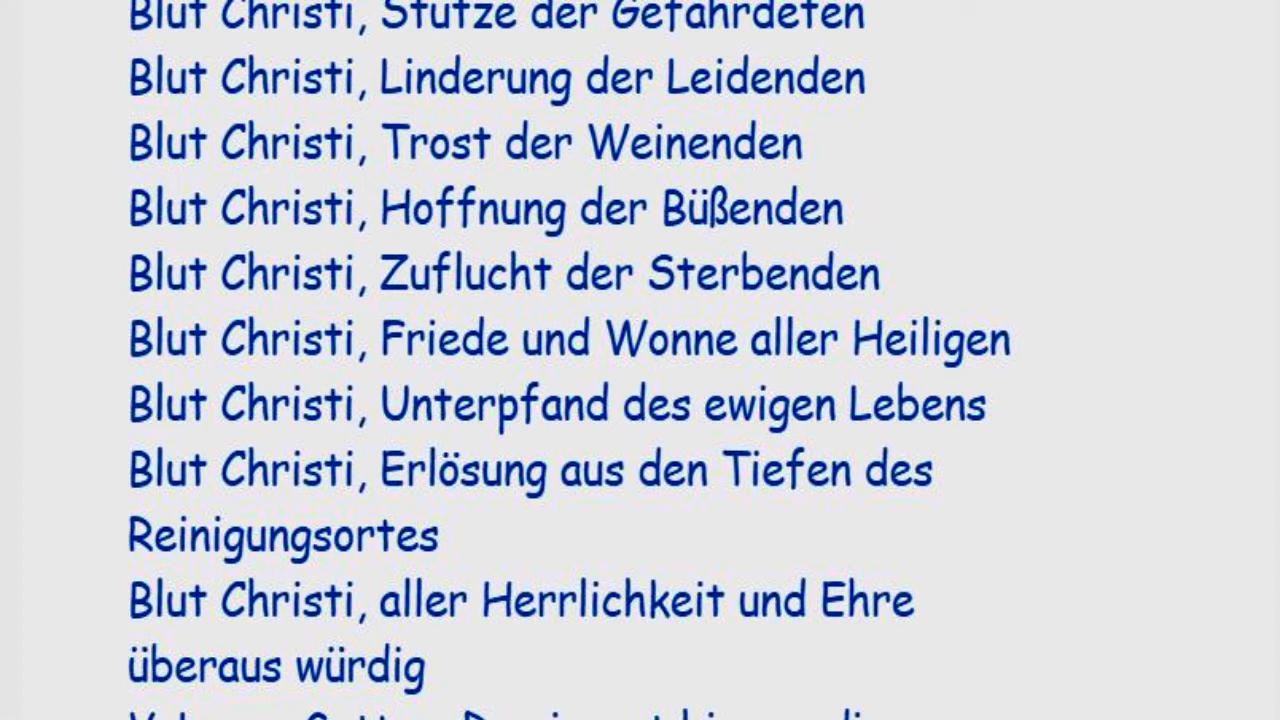 Blut Christi, Stütze der Gefährdeten
Blut Christi, Linderung der Leidenden
Blut Christi, Trost der Weinenden
Blut Christi, Hoffnung der Büßenden
Blut Christi, Zuflucht der Sterbenden
Blut Christi, Friede und Wonne aller Heiligen
Blut Christi, Unterpfand des ewigen Lebens
Blut Christi, Erlösung aus den Tiefen des
Reinigungsortes
Blut Christi, aller Herrlichkeit und Ehre
überaus würdig